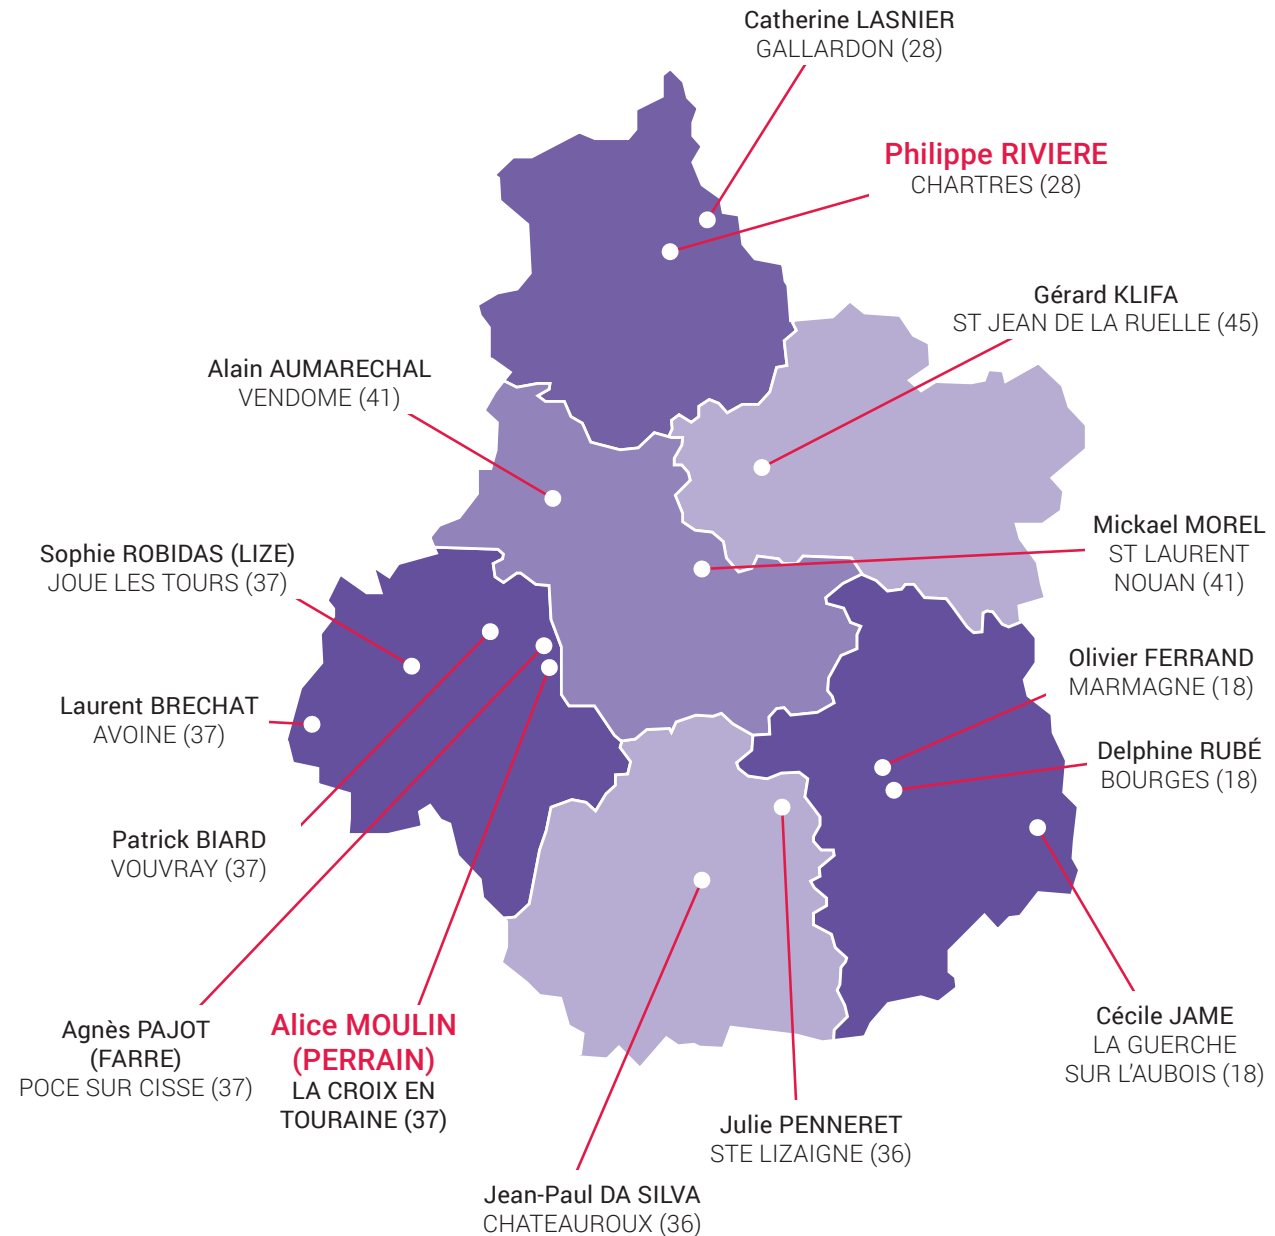 Catherine LASNIER
GALLARDON (28)
Philippe RIVIERE
CHARTRES (28)
Gérard KLIFA
ST JEAN DE LA RUELLE (45)
Alain AUMARECHAL
VENDOME (41)
Mickael MOREL
ST LAURENT
NOUAN (41)
Sophie ROBIDAS (LIZE)
JOUE LES TOURS (37)
Olivier FERRAND
MARMAGNE (18)
Laurent BRECHAT
AVOINE (37)
Delphine RUBÉ
BOURGES (18)
Patrick BIARD
VOUVRAY (37)
Agnès PAJOT
(FARRE)
POCE SUR CISSE (37)
Alice MOULIN
(PERRAIN)
LA CROIX EN
TOURAINE (37)
Cécile JAME
LA GUERCHE
SUR L'AUBOIS (18)
Julie PENNERET
STE LIZAIGNE (36)
Jean-Paul DA SILVA
CHATEAUROUX (36)